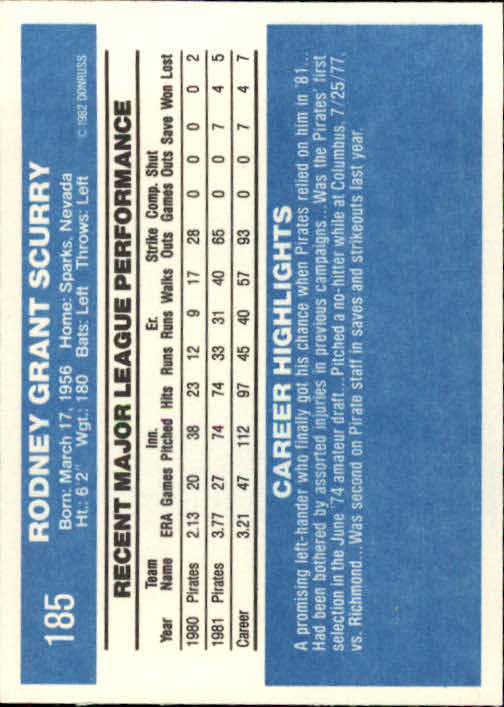 185
RODNEY GRANT SCURRY
Born: March 17, 1956 Home: Sparks, Nevada
Ht.: 6'2" Wgt.: 180 Bats: Left Throws: Left
© 1982 DONRUSS
RECENT MAJOR LEAGUE PERFORMANCE
Team Inn. Er. Strike Comp. Shut
Year Name ERA Games Pitched Hits Runs Runs Walks Outs Games Outs Save Won Lost
1980 Pirates 2.13 20 38 23 12 9 17 28 0 0 0 0 2
1981 Pirates 3.77 27 74 74 33 31 40 65 0 0 7 4 5
Career 3.21 47 112 97 45 40 57 93 0 0 7 4 7
CAREER HIGHLIGHTS
A promising left-hander who finally got his chance when Pirates relied on him in '81...
Had been bothered by assorted injuries in previous campaigns...Was the Pirates' first
selection in the June '74 amateur draft...Pitched a no-hitter while at Columbus, 7/25/77,
vs. Richmond...Was second on Pirate staff in saves and strikeouts last year.